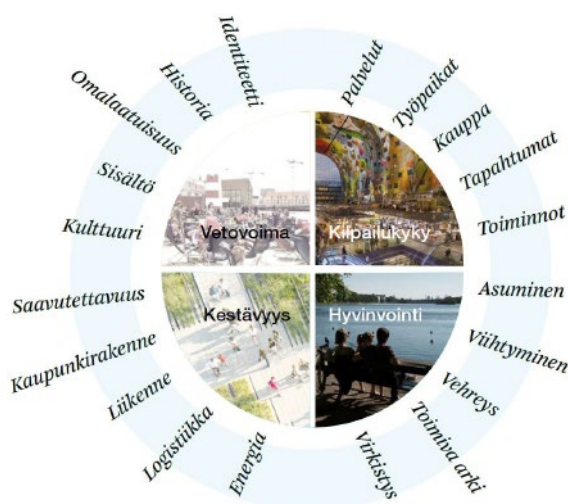 Identiteetti
Historia
Omalaatuisuus
Sisältö
Kulttuuri
Palvelut
Työpaikat
Kauppa
Tapahtumat
Toiminnot
Vetovoima
Kilpailukyky
Kestävyys
Hyvinvointi
Saavutettavuus
Kaupunkirakenne
Liikenne
Logistiikka
Energia
Asuminen
Viihtyminen
Vehreys
Toimiva arki
Virkistys